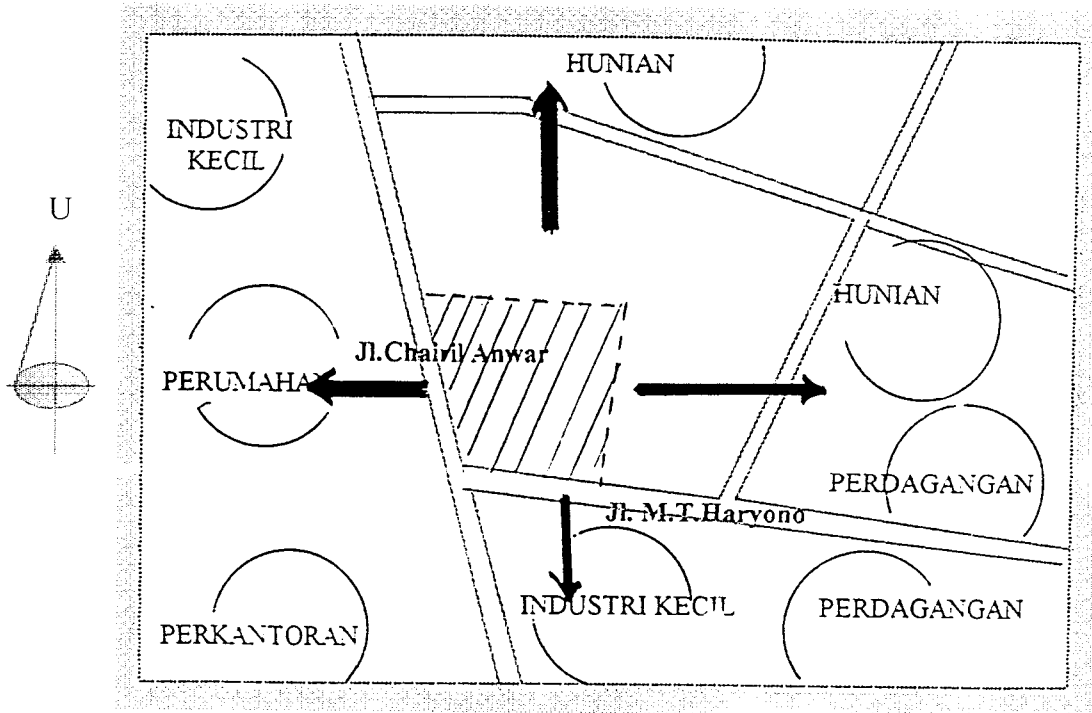 HUNIAN
INDUSTRI
KECIL
U
HUNIAN
Jl.Chairil Anwar
PERUMAHAN
PERDAGANGAN
Jl. M.T.Haryono
INDUSTRI KECIL
PERDAGANGAN
PERKANTORAN